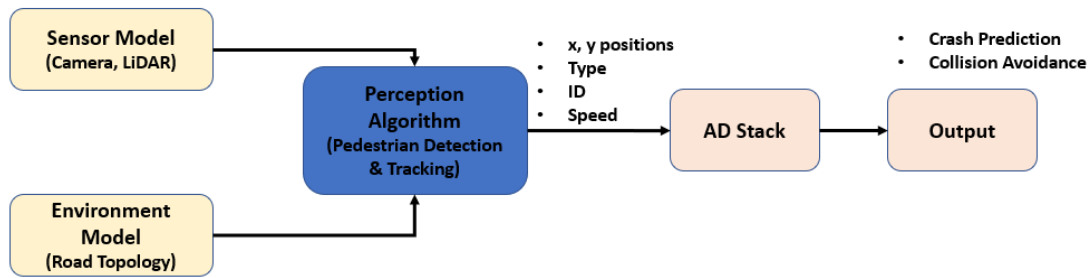 Sensor Model
(Camera, LiDAR)
Perception
Algorithm
(Pedestrian Detection
& Tracking)
Environment
Model
(Road Topology)
• x, y positions
• Type
• ID
• Speed
AD Stack
• Crash Prediction
• Collision Avoidance
Output